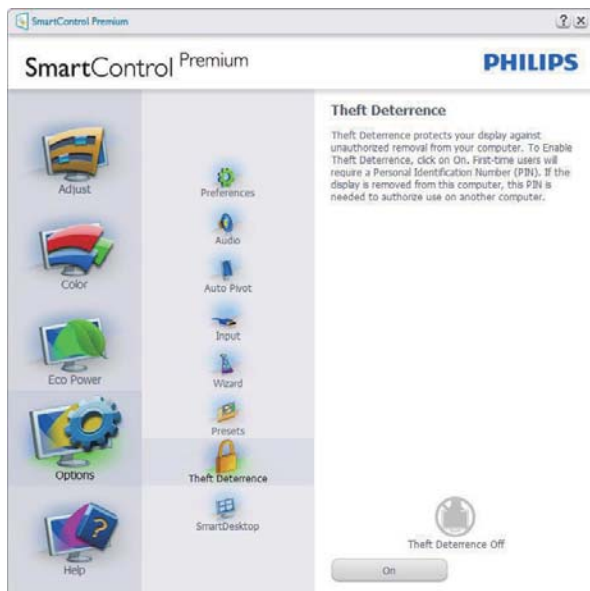 SmartControl Premium
SmartControl Premium
PHILIPS
Adjust
Color
Eco Power
Options
Help
Preferences
Audio
Auto Pivot
Input
Wizard
Presets
Theft Deterrence
SmartDesktop
Theft Deterrence
Theft Deterrence protects your display against
unauthorized removal from your computer. To Enable
Theft Deterrence, click on On. First-time users will
require a Personal Identification Number (PIN). If the
display is removed from this computer, this PIN is
needed to authorize use on another computer.
Theft Deterrence Off
On